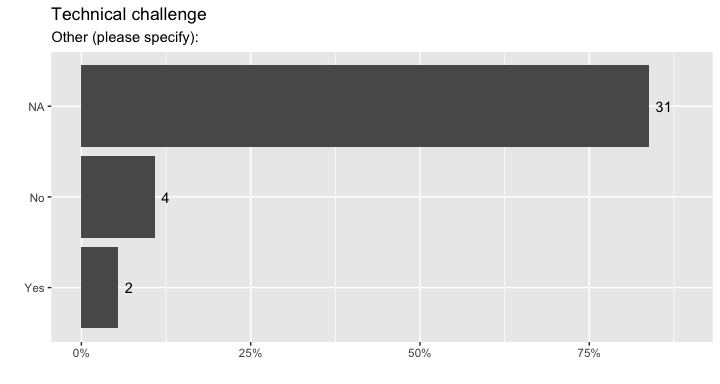 Technical challenge
Other (please specify):
NA
31
No
4
Yes
2
0%
25%
50%
75%